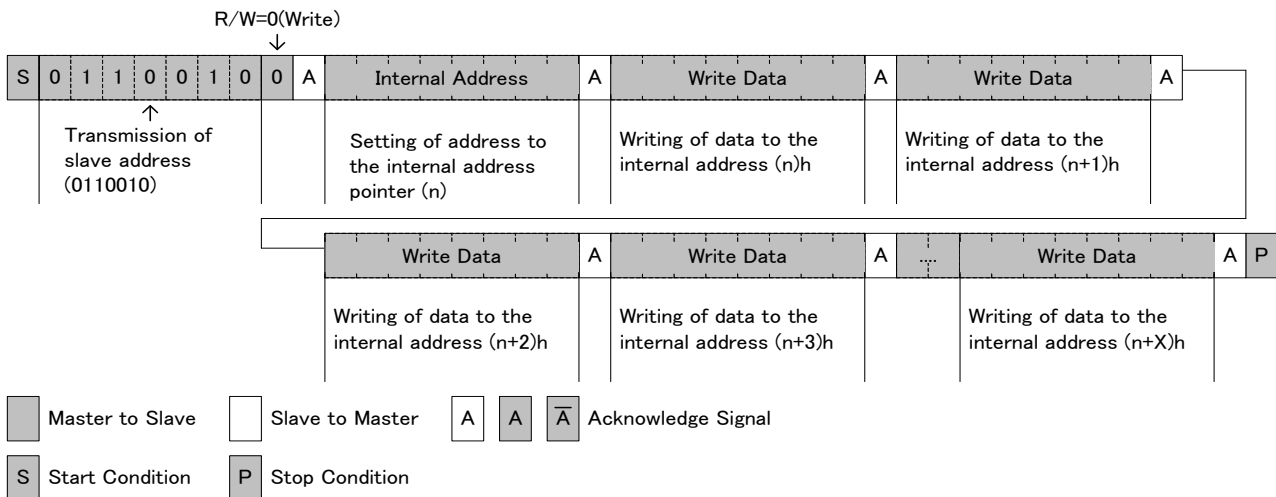 R/W=0(Write)
S 0 1 1 0 0 1 0 0 A Internal Address A Write Data A Write Data A
Transmission of
slave address
(0110010)
Setting of address to
the internal address
pointer (n)
Writing of data to the
internal address (n)h
Writing of data to the
internal address (n+1)h
Write Data A Write Data A .... Write Data A P
Writing of data to the
internal address (n+2)h
Writing of data to the
internal address (n+3)h
Writing of data to the
internal address (n+X)h
Master to Slave Slave to Master A A A̅ Acknowledge Signal
S Start Condition P Stop Condition